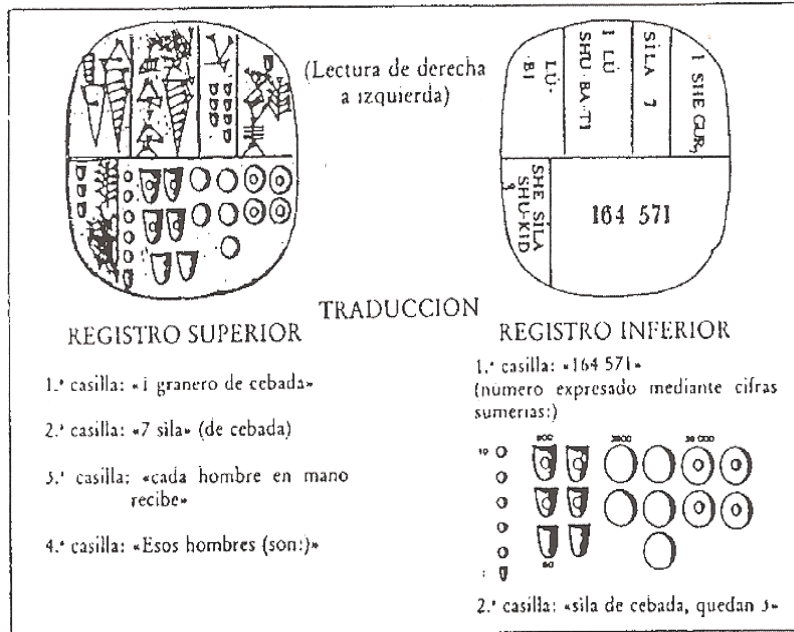 (Lectura de derecha
a izquierda)
I SHE GUR,
SÌLA 7
I LÚ
SHU·BA·TI
LÚ·
·BI
164 571
SHE SÌLA
SHU·KID
3
TRADUCCION
REGISTRO SUPERIOR
1.ª casilla: «1 granero de cebada»
2.ª casilla: «7 sìla» (de cebada)
3.ª casilla: «cada hombre en mano
recibe»
4.ª casilla: «Esos hombres (son:)»
REGISTRO INFERIOR
1.ª casilla: «164 571»
(número expresado mediante cifras
sumerias:)
10 600 3600 36 000
1 60
2.ª casilla: «sila de cebada, quedan 3»